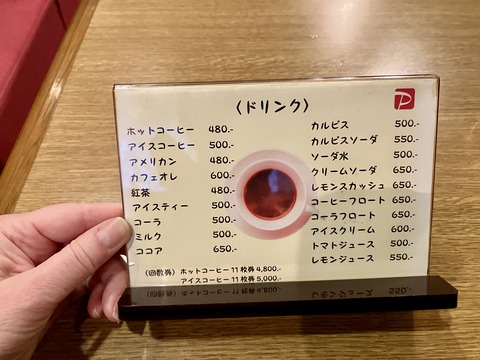 〈ドリンク〉
ホットコーヒー 480.-
アイスコーヒー 500.-
アメリカン 480.-
カフェオレ 600.-
紅茶 480.-
アイスティー 500.-
コーラ 500.-
ミルク 500.-
ココア 650.-
(回数券) ホットコーヒー11枚券 4,800.-
アイスコーヒー11枚券 5,000.-
カルピス 500.-
カルピスソーダ 550.-
ソーダ水 500.-
クリームソーダ 650.-
レモンスカッシュ 650.-
コーヒーフロート 650.-
コーラフロート 650.-
アイスクリーム 600.-
トマトジュース 500.-
レモンジュース 550.-